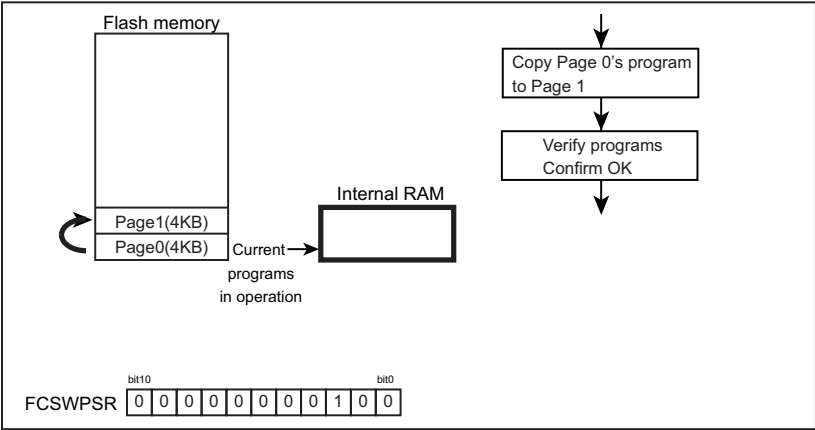 Flash memory
Page1(4KB)
Page0(4KB)
Current
programs
in operation
Internal RAM
Copy Page 0's program
to Page 1
Verify programs
Confirm OK
bit10
bit0
FCSWPSR 0 0 0 0 0 0 0 0 1 0 0